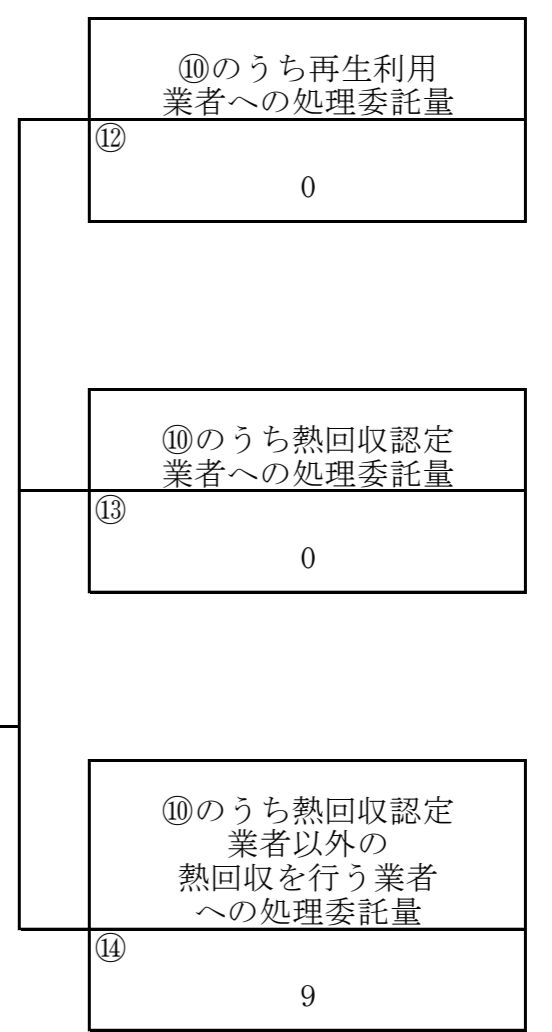 ⑩のうち再生利用
業者への処理委託量
⑫
0
⑩のうち熱回収認定
業者への処理委託量
⑬
0
⑩のうち熱回収認定
業者以外の
熱回収を行う業者
への処理委託量
⑭
9